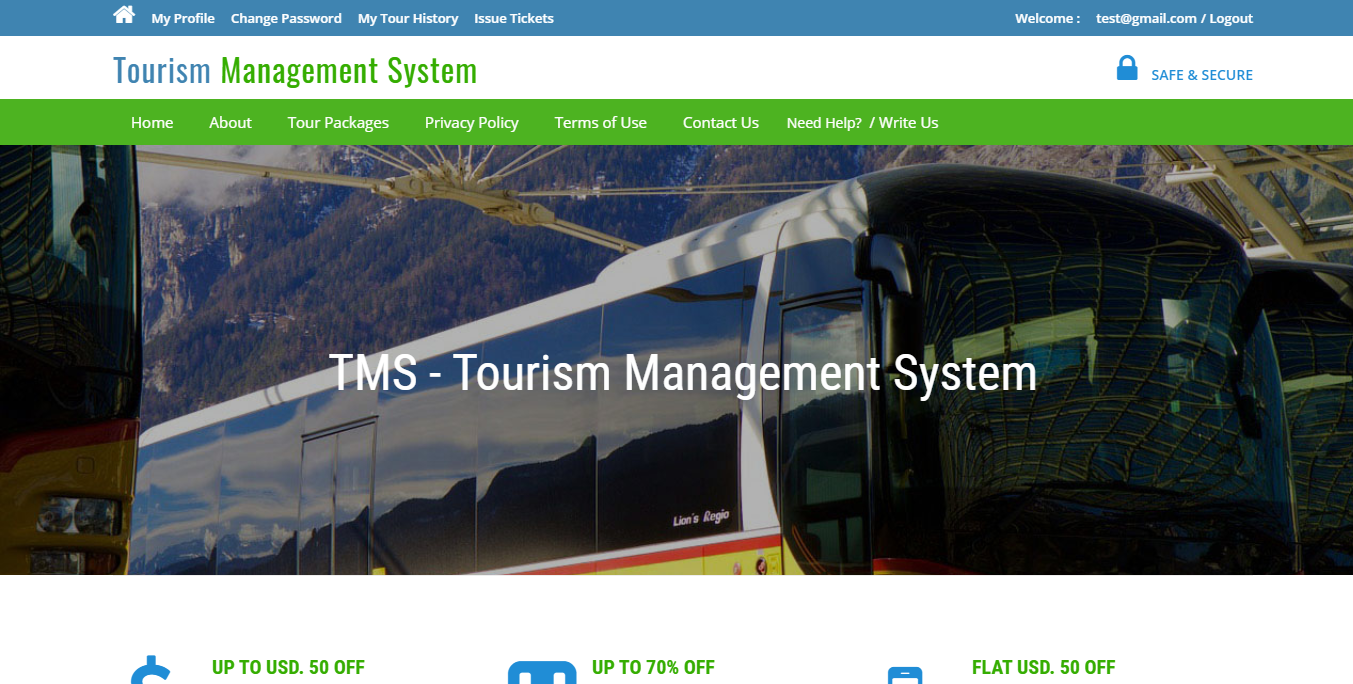 My Profile Change Password My Tour History Issue Tickets Welcome : test@gmail.com / Logout
Tourism Management System
SAFE & SECURE
Home About Tour Packages Privacy Policy Terms of Use Contact Us Need Help? / Write Us
TMS - Tourism Management System
Lion's Regio
UP TO USD. 50 OFF UP TO 70% OFF FLAT USD. 50 OFF